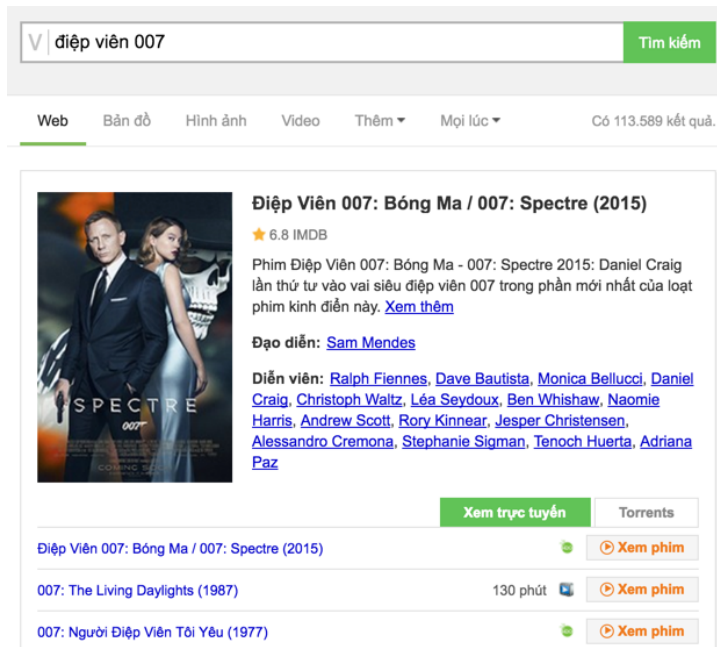 V điệp viên 007 Tìm kiếm
Web Bản đồ Hình ảnh Video Thêm Mọi lúc Có 113.589 kết quả.
Điệp Viên 007: Bóng Ma / 007: Spectre (2015)
6.8 IMDB
Phim Điệp Viên 007: Bóng Ma - 007: Spectre 2015: Daniel Craig
lần thứ tư vào vai siêu điệp viên 007 trong phần mới nhất của loạt
phim kinh điển này. Xem thêm
Đạo diễn: Sam Mendes
Diễn viên: Ralph Fiennes, Dave Bautista, Monica Bellucci, Daniel
Craig, Christoph Waltz, Léa Seydoux, Ben Whishaw, Naomie
Harris, Andrew Scott, Rory Kinnear, Jesper Christensen,
Alessandro Cremona, Stephanie Sigman, Tenoch Huerta, Adriana
Paz
SPECTRE
007
COMING
Xem trực tuyến Torrents
Điệp Viên 007: Bóng Ma / 007: Spectre (2015) Xem phim
007: The Living Daylights (1987) 130 phút Xem phim
007: Người Điệp Viên Tôi Yêu (1977) Xem phim